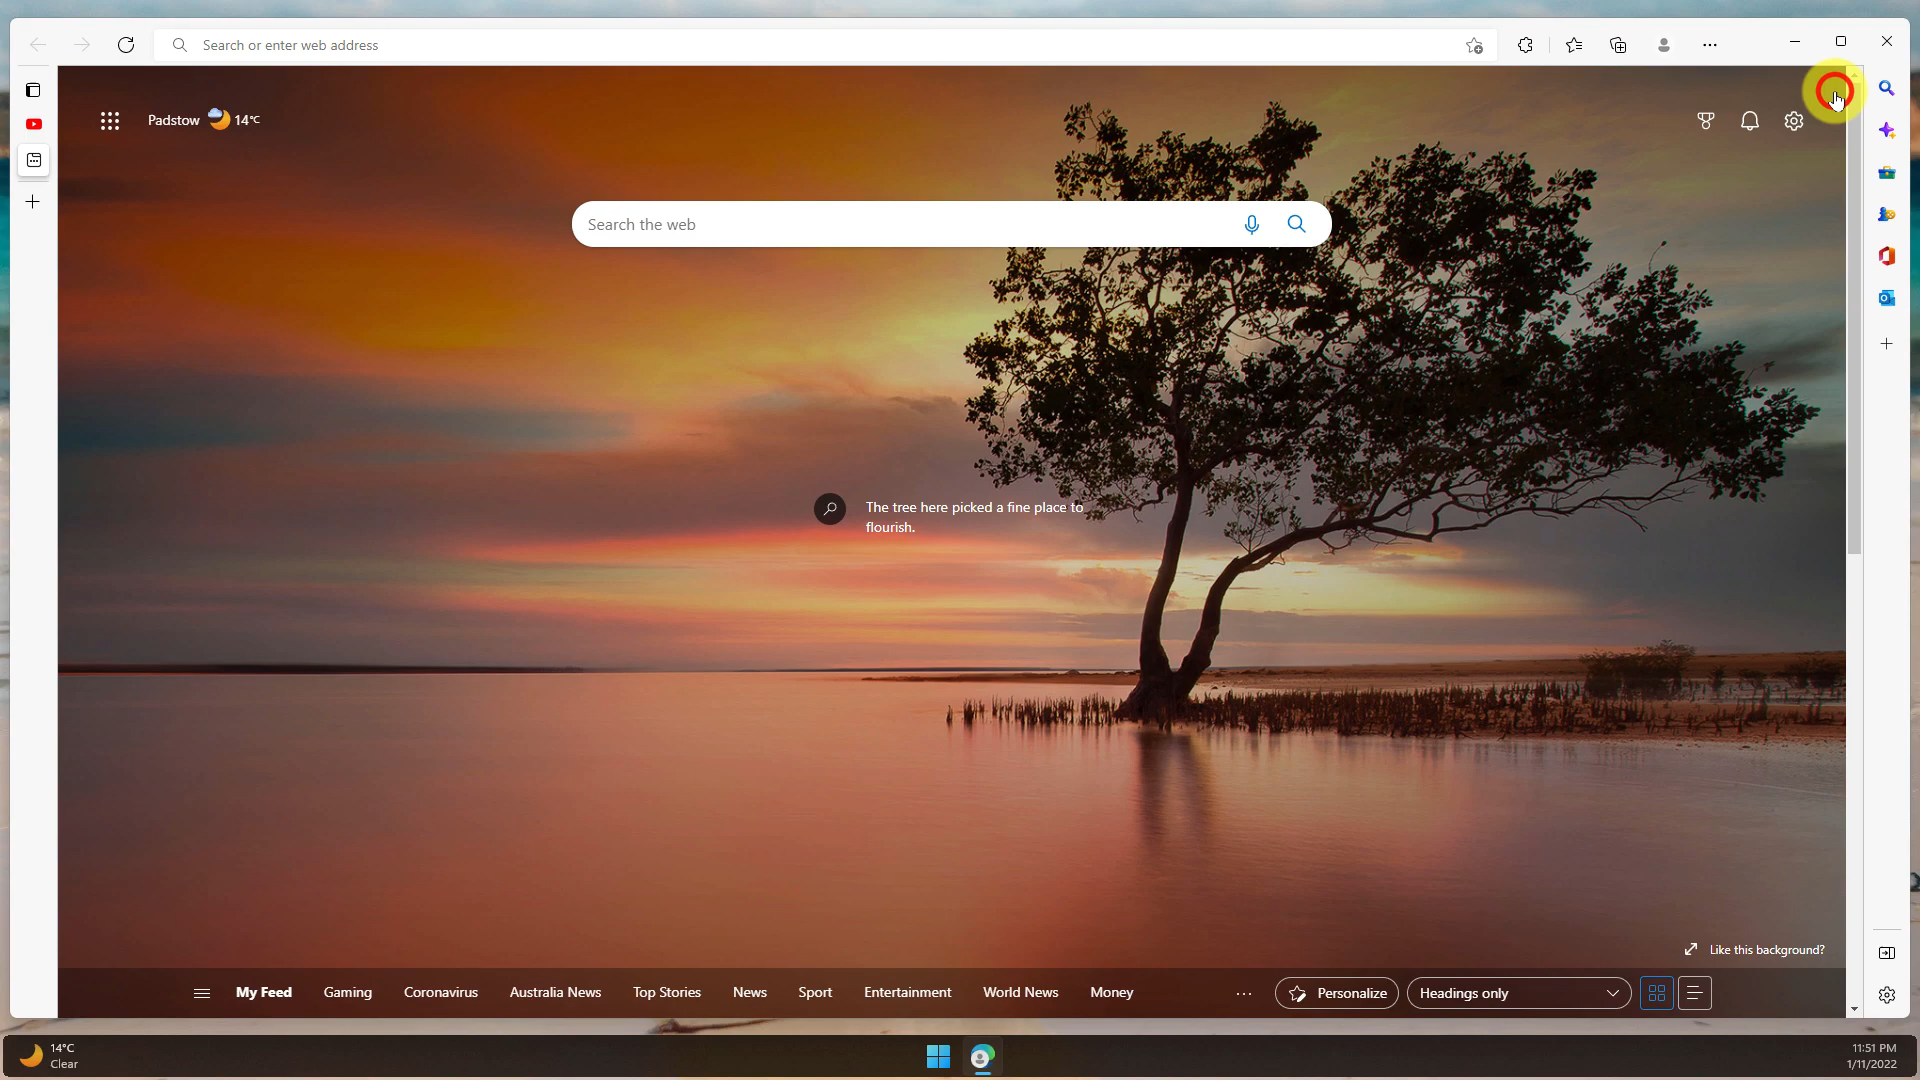 Search or enter web address
Padstow 14°C
Search the web
The tree here picked a fine place to
flourish.
Like this background?
My Feed Gaming Coronavirus Australia News Top Stories News Sport Entertainment World News Money ... Personalize Headings only
14°C
Clear
11:51 PM
1/11/2022